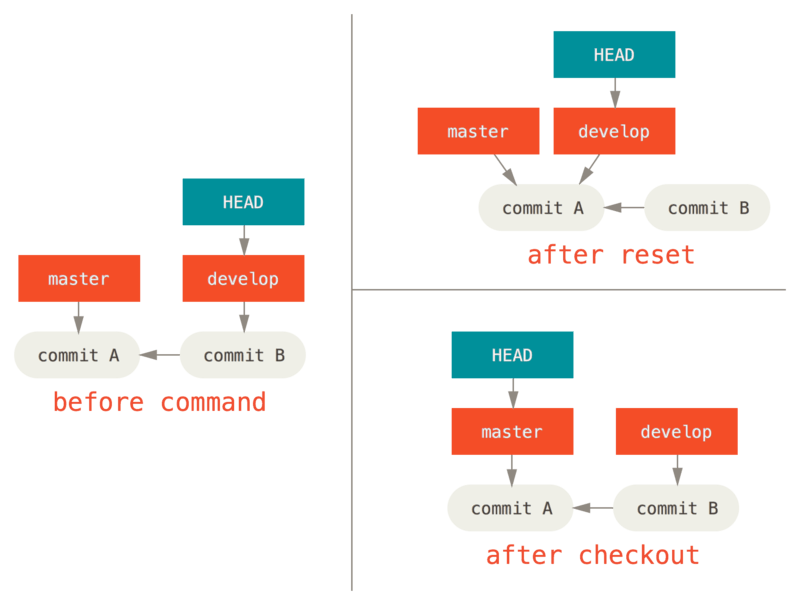 HEAD
master develop
commit A commit B
before command
HEAD
master develop
commit A commit B
after reset
HEAD
master develop
commit A commit B
after checkout